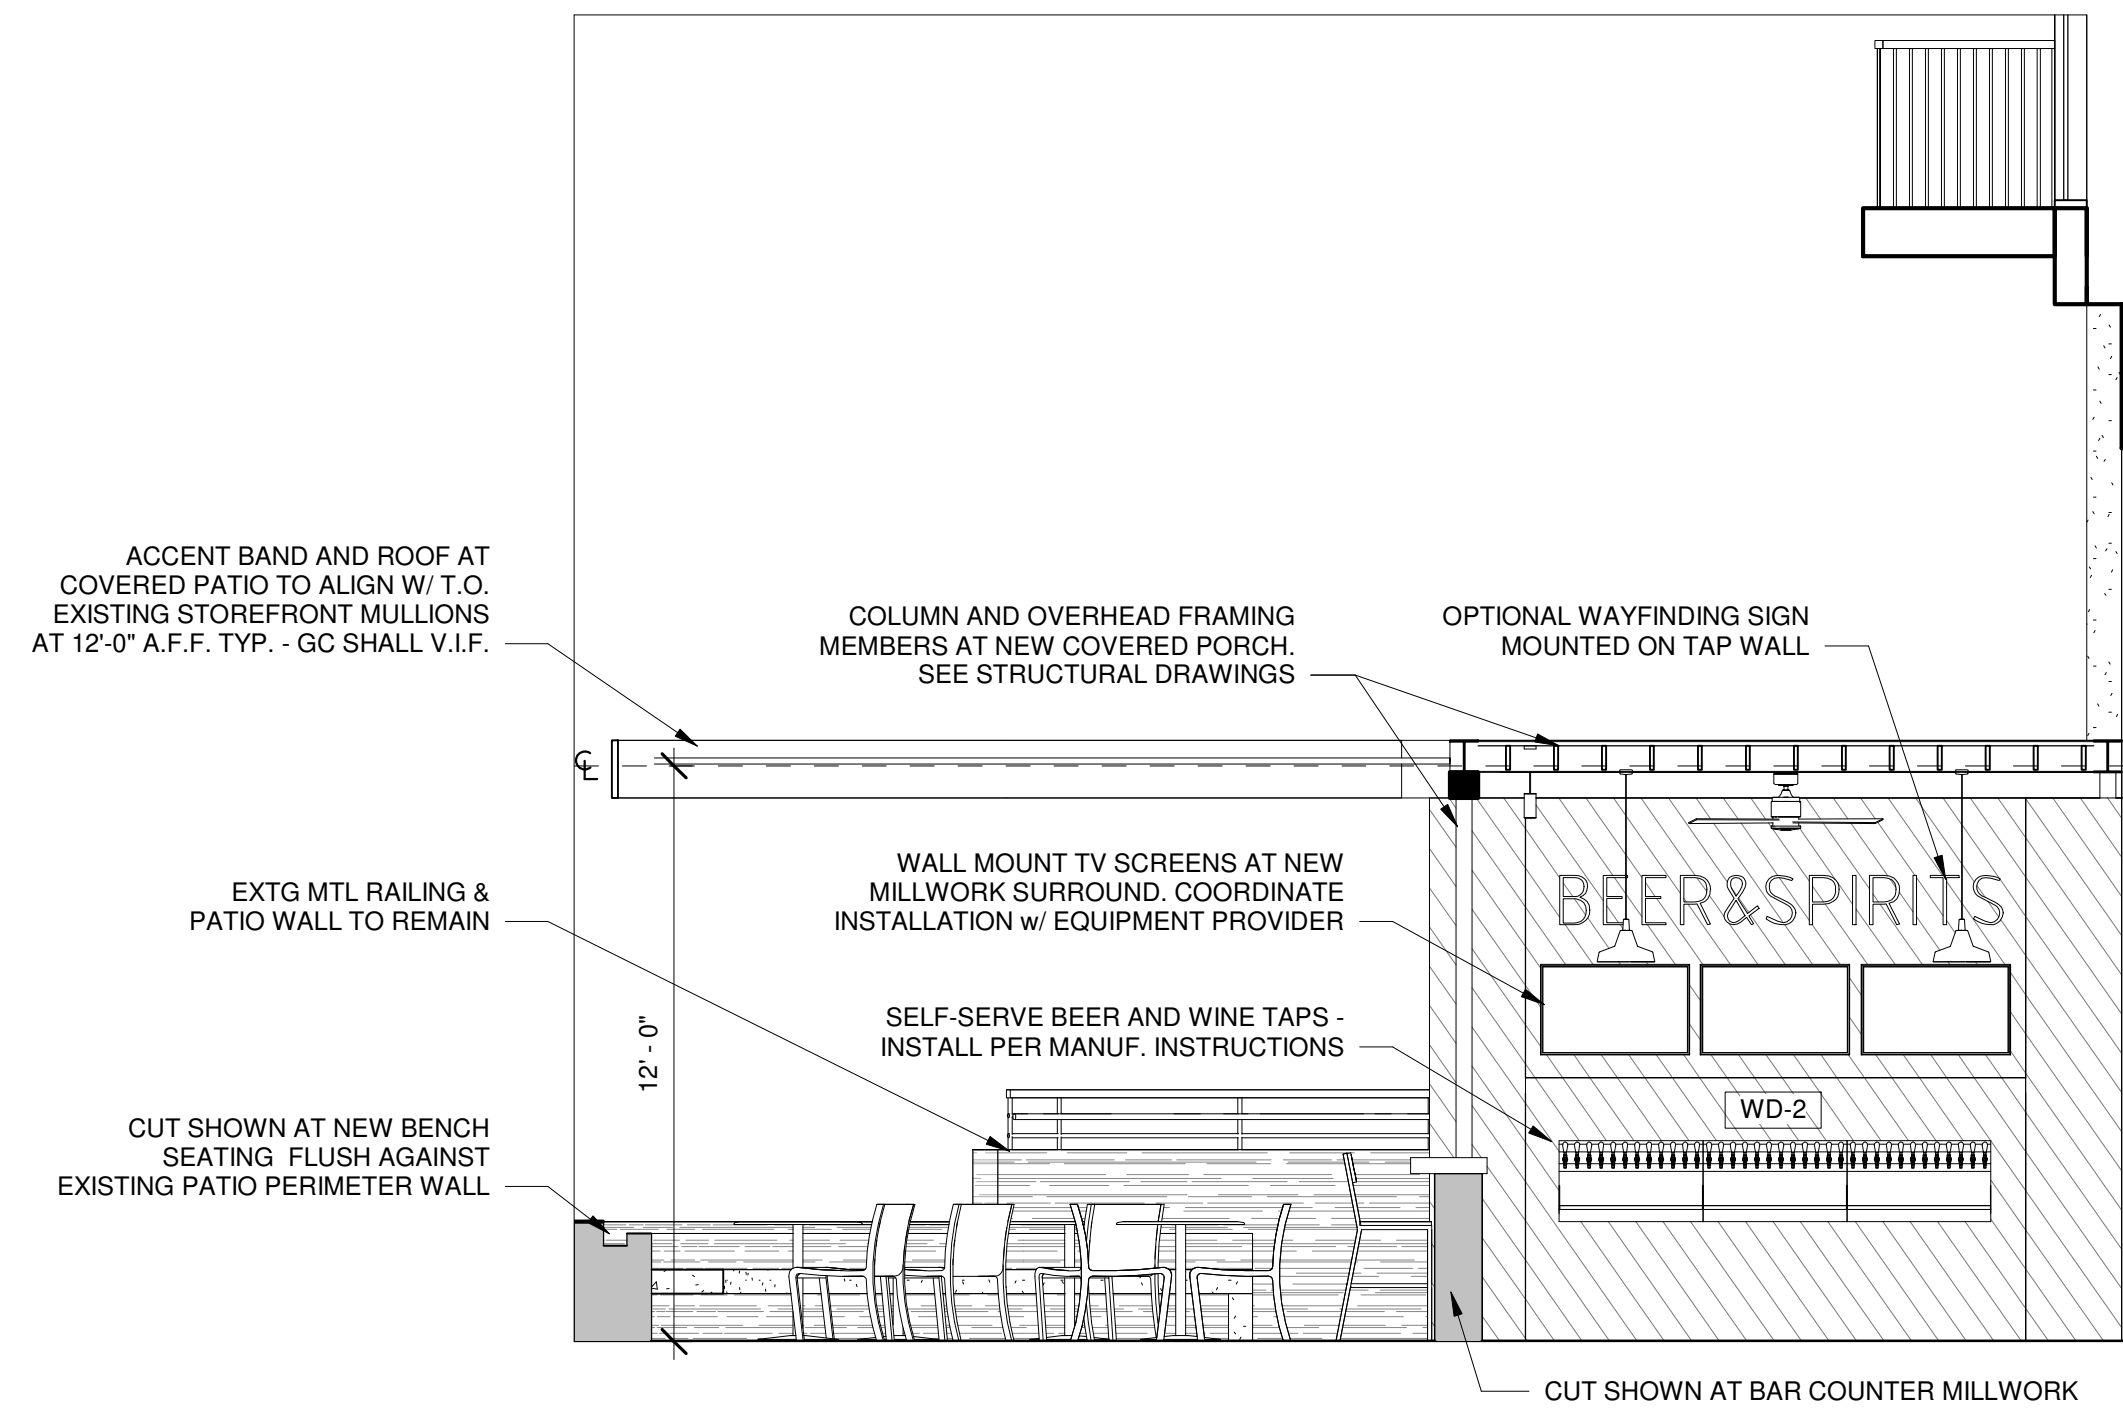 ACCENT BAND AND ROOF AT
COVERED PATIO TO ALIGN W/ T.O.
EXISTING STOREFRONT MULLIONS
AT 12'-0" A.F.F. TYP. - GC SHALL V.I.F.
COLUMN AND OVERHEAD FRAMING
MEMBERS AT NEW COVERED PORCH.
SEE STRUCTURAL DRAWINGS
OPTIONAL WAYFINDING SIGN
MOUNTED ON TAP WALL
CL
EXTG MTL RAILING &
PATIO WALL TO REMAIN
WALL MOUNT TV SCREENS AT NEW
MILLWORK SURROUND. COORDINATE
INSTALLATION w/ EQUIPMENT PROVIDER
BEER&SPIRITS
SELF-SERVE BEER AND WINE TAPS -
INSTALL PER MANUF. INSTRUCTIONS
12' - 0"
WD-2
CUT SHOWN AT NEW BENCH
SEATING FLUSH AGAINST
EXISTING PATIO PERIMETER WALL
CUT SHOWN AT BAR COUNTER MILLWORK